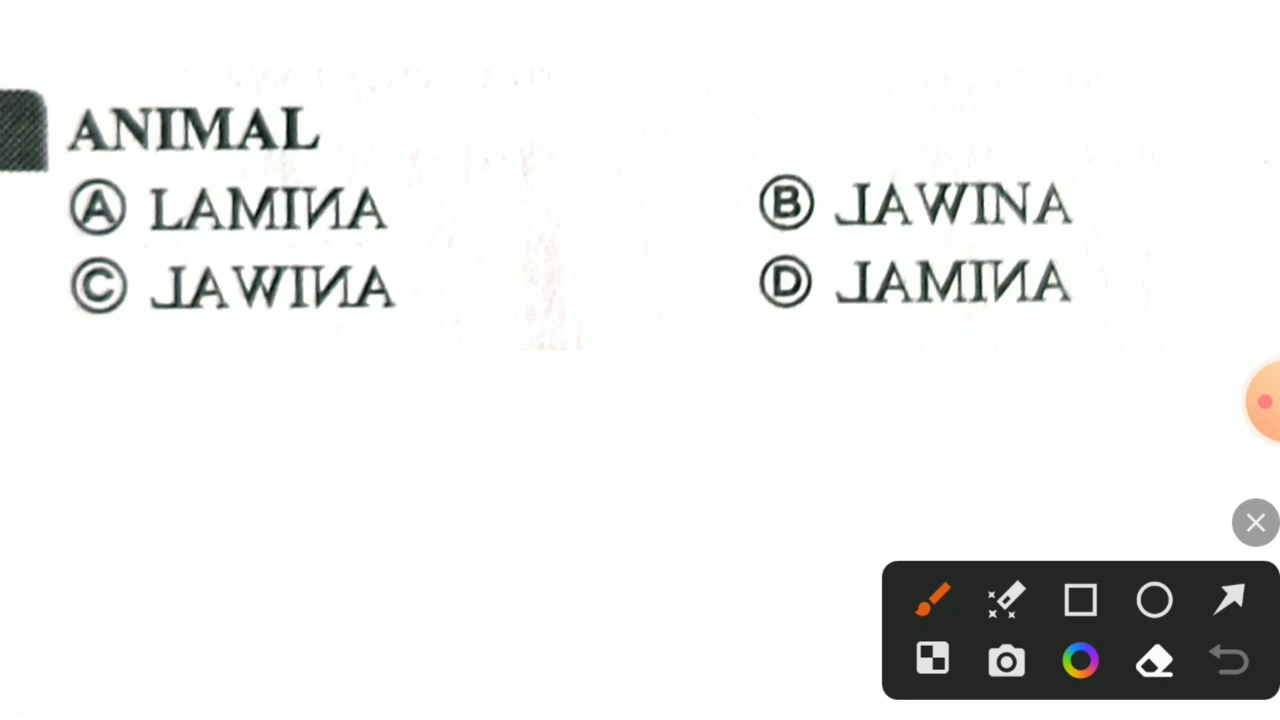 ANIMAL
Ⓐ LAMIИA Ⓑ ⅃AWINA
Ⓒ ⅃AWIИA Ⓓ ⅃AMIИA